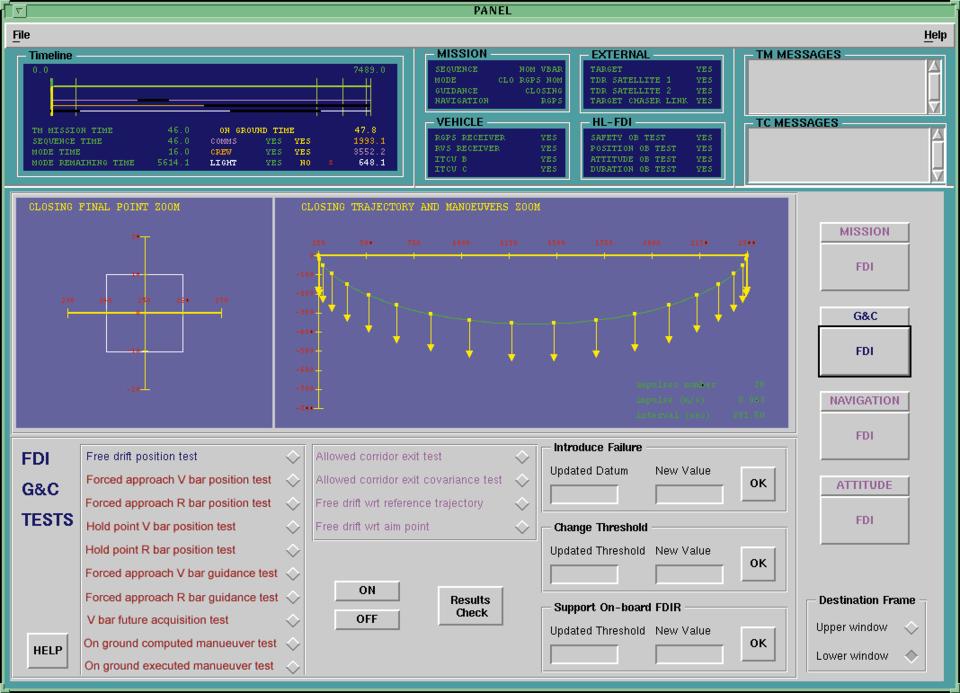 PANEL
File Help
Timeline
0.0 7489.0
TM MISSION TIME 46.0 ON GROUND TIME 47.8
SEQUENCE TIME 46.0 COMMS YES YES 1993.1
MODE TIME 16.0 CREW YES YES 3552.2
MODE REMAINING TIME 5614.1 LIGHT YES NO 648.1
MISSION
SEQUENCE NOM VBAR
MODE CLO RGPS NOM
GUIDANCE CLOSING
NAVIGATION RGPS
EXTERNAL
TARGET YES
TDR SATELLITE 1 YES
TDR SATELLITE 2 YES
TARGET CHASER LINK YES
VEHICLE
RGPS RECEIVER YES
RVS RECEIVER YES
ITCU B YES
ITCU C YES
HL-FDI
SAFETY OB TEST YES
POSITION OB TEST YES
ATTITUDE OB TEST YES
DURATION OB TEST YES
TM MESSAGES
TC MESSAGES
CLOSING FINAL POINT ZOOM
CLOSING TRAJECTORY AND MANOEUVERS ZOOM
impulses number
impulse (m/s)
interval (sec)
MISSION
FDI
G&C
FDI
NAVIGATION
FDI
ATTITUDE
FDI
FDI
G&C
TESTS
HELP
Free drift position test
Forced approach V bar position test
Forced approach R bar position test
Hold point V bar position test
Hold point R bar position test
Forced approach V bar guidance test
Forced approach R bar guidance test
V bar future acquisition test
On ground computed manueuver test
On ground executed manueuver test
Allowed corridor exit test
Allowed corridor exit covariance test
Free drift wrt reference trajectory
Free drift wrt aim point
ON
OFF
Results
Check
Introduce Failure
Updated Datum New Value
OK
Change Threshold
Updated Threshold New Value
OK
Support On-board FDIR
Updated Threshold New Value
OK
Destination Frame
Upper window
Lower window